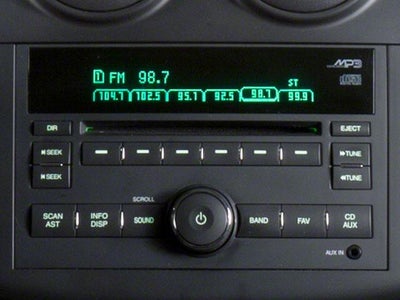 MP3
1 FM 98.7
ST
104.1 102.5 95.7 92.5 98.7 99.9
DIR EJECT
SEEK TUNE
SEEK TUNE
SCROLL
SCAN AST INFO DISP SOUND BAND FAV CD AUX
AUX IN